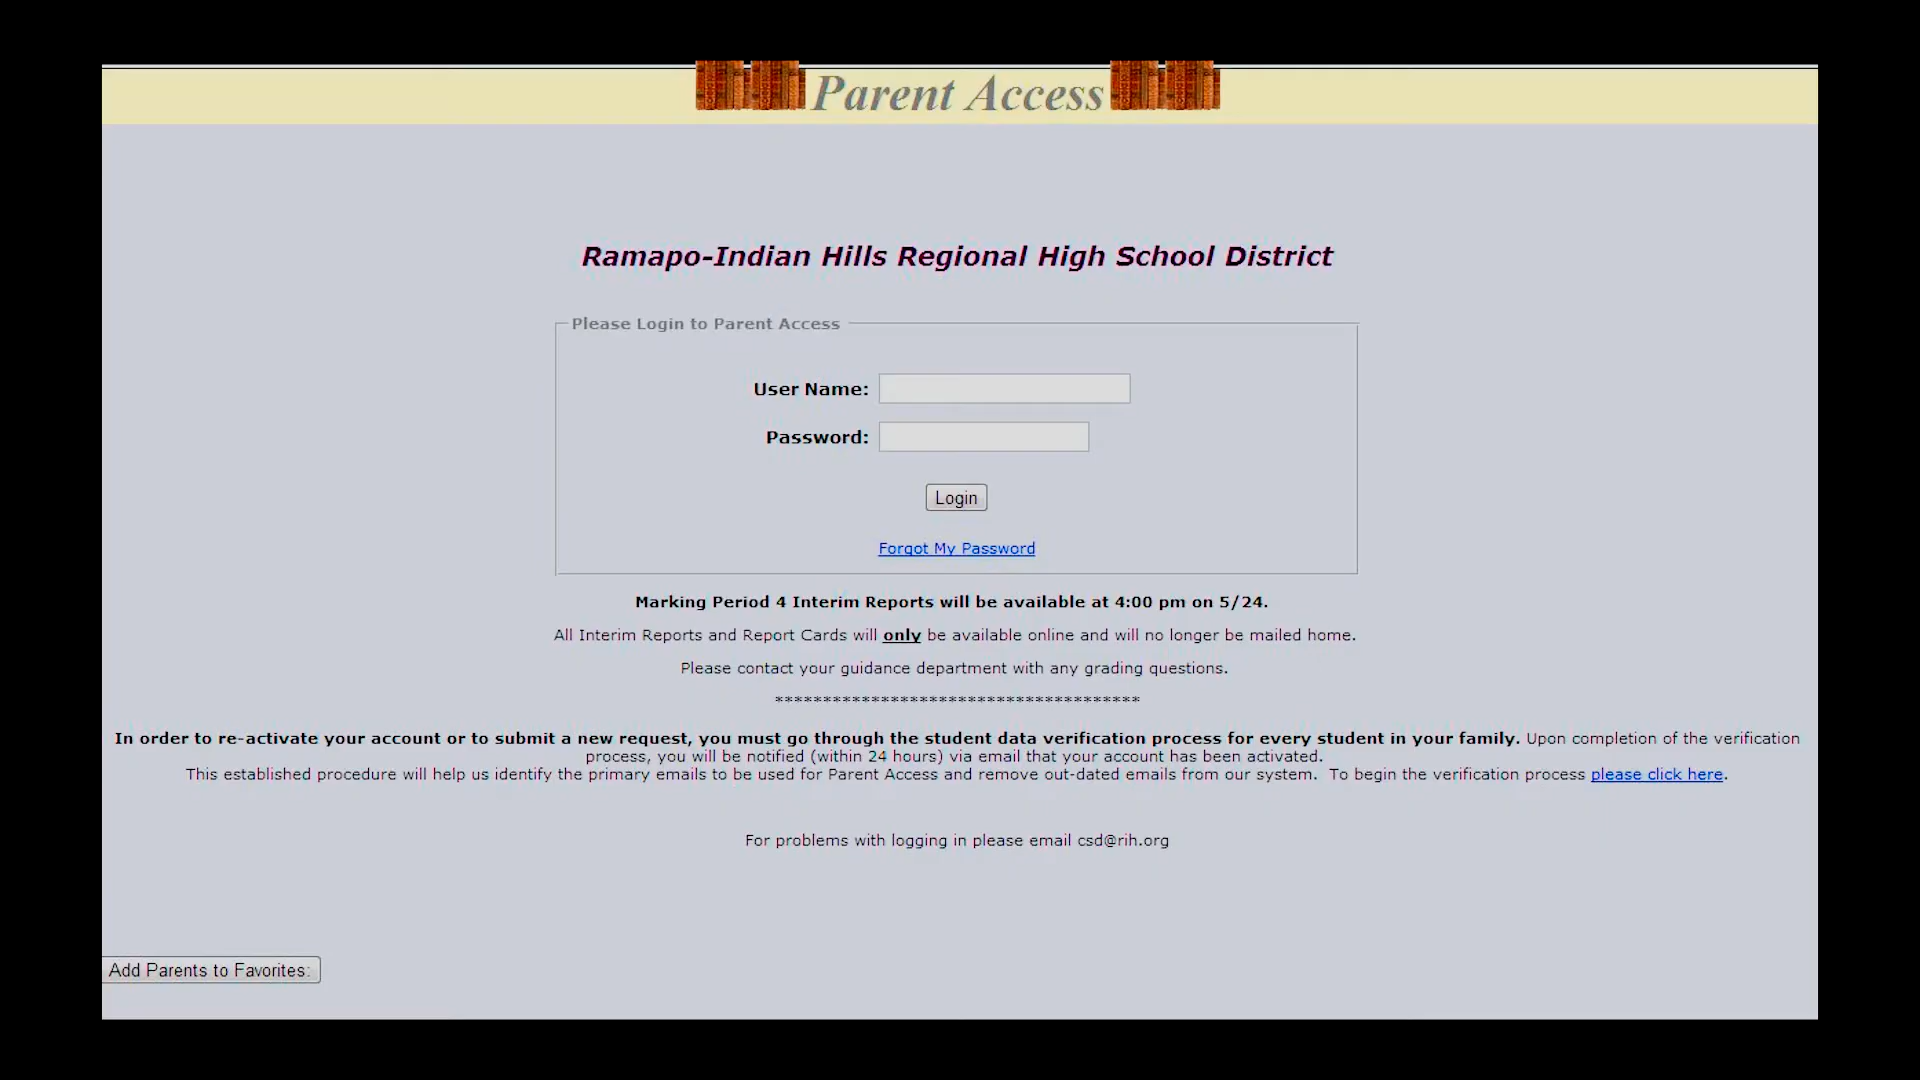 Parent Access
Ramapo-Indian Hills Regional High School District
Please Login to Parent Access
User Name:
Password:
Login
Forgot My Password
Marking Period 4 Interim Reports will be available at 4:00 pm on 5/24.
All Interim Reports and Report Cards will only be available online and will no longer be mailed home.
Please contact your guidance department with any grading questions.
**************************************
In order to re-activate your account or to submit a new request, you must go through the student data verification process for every student in your family. Upon completion of the verification
process, you will be notified (within 24 hours) via email that your account has been activated.
This established procedure will help us identify the primary emails to be used for Parent Access and remove out-dated emails from our system.  To begin the verification process please click here.
For problems with logging in please email csd@rih.org
Add Parents to Favorites: